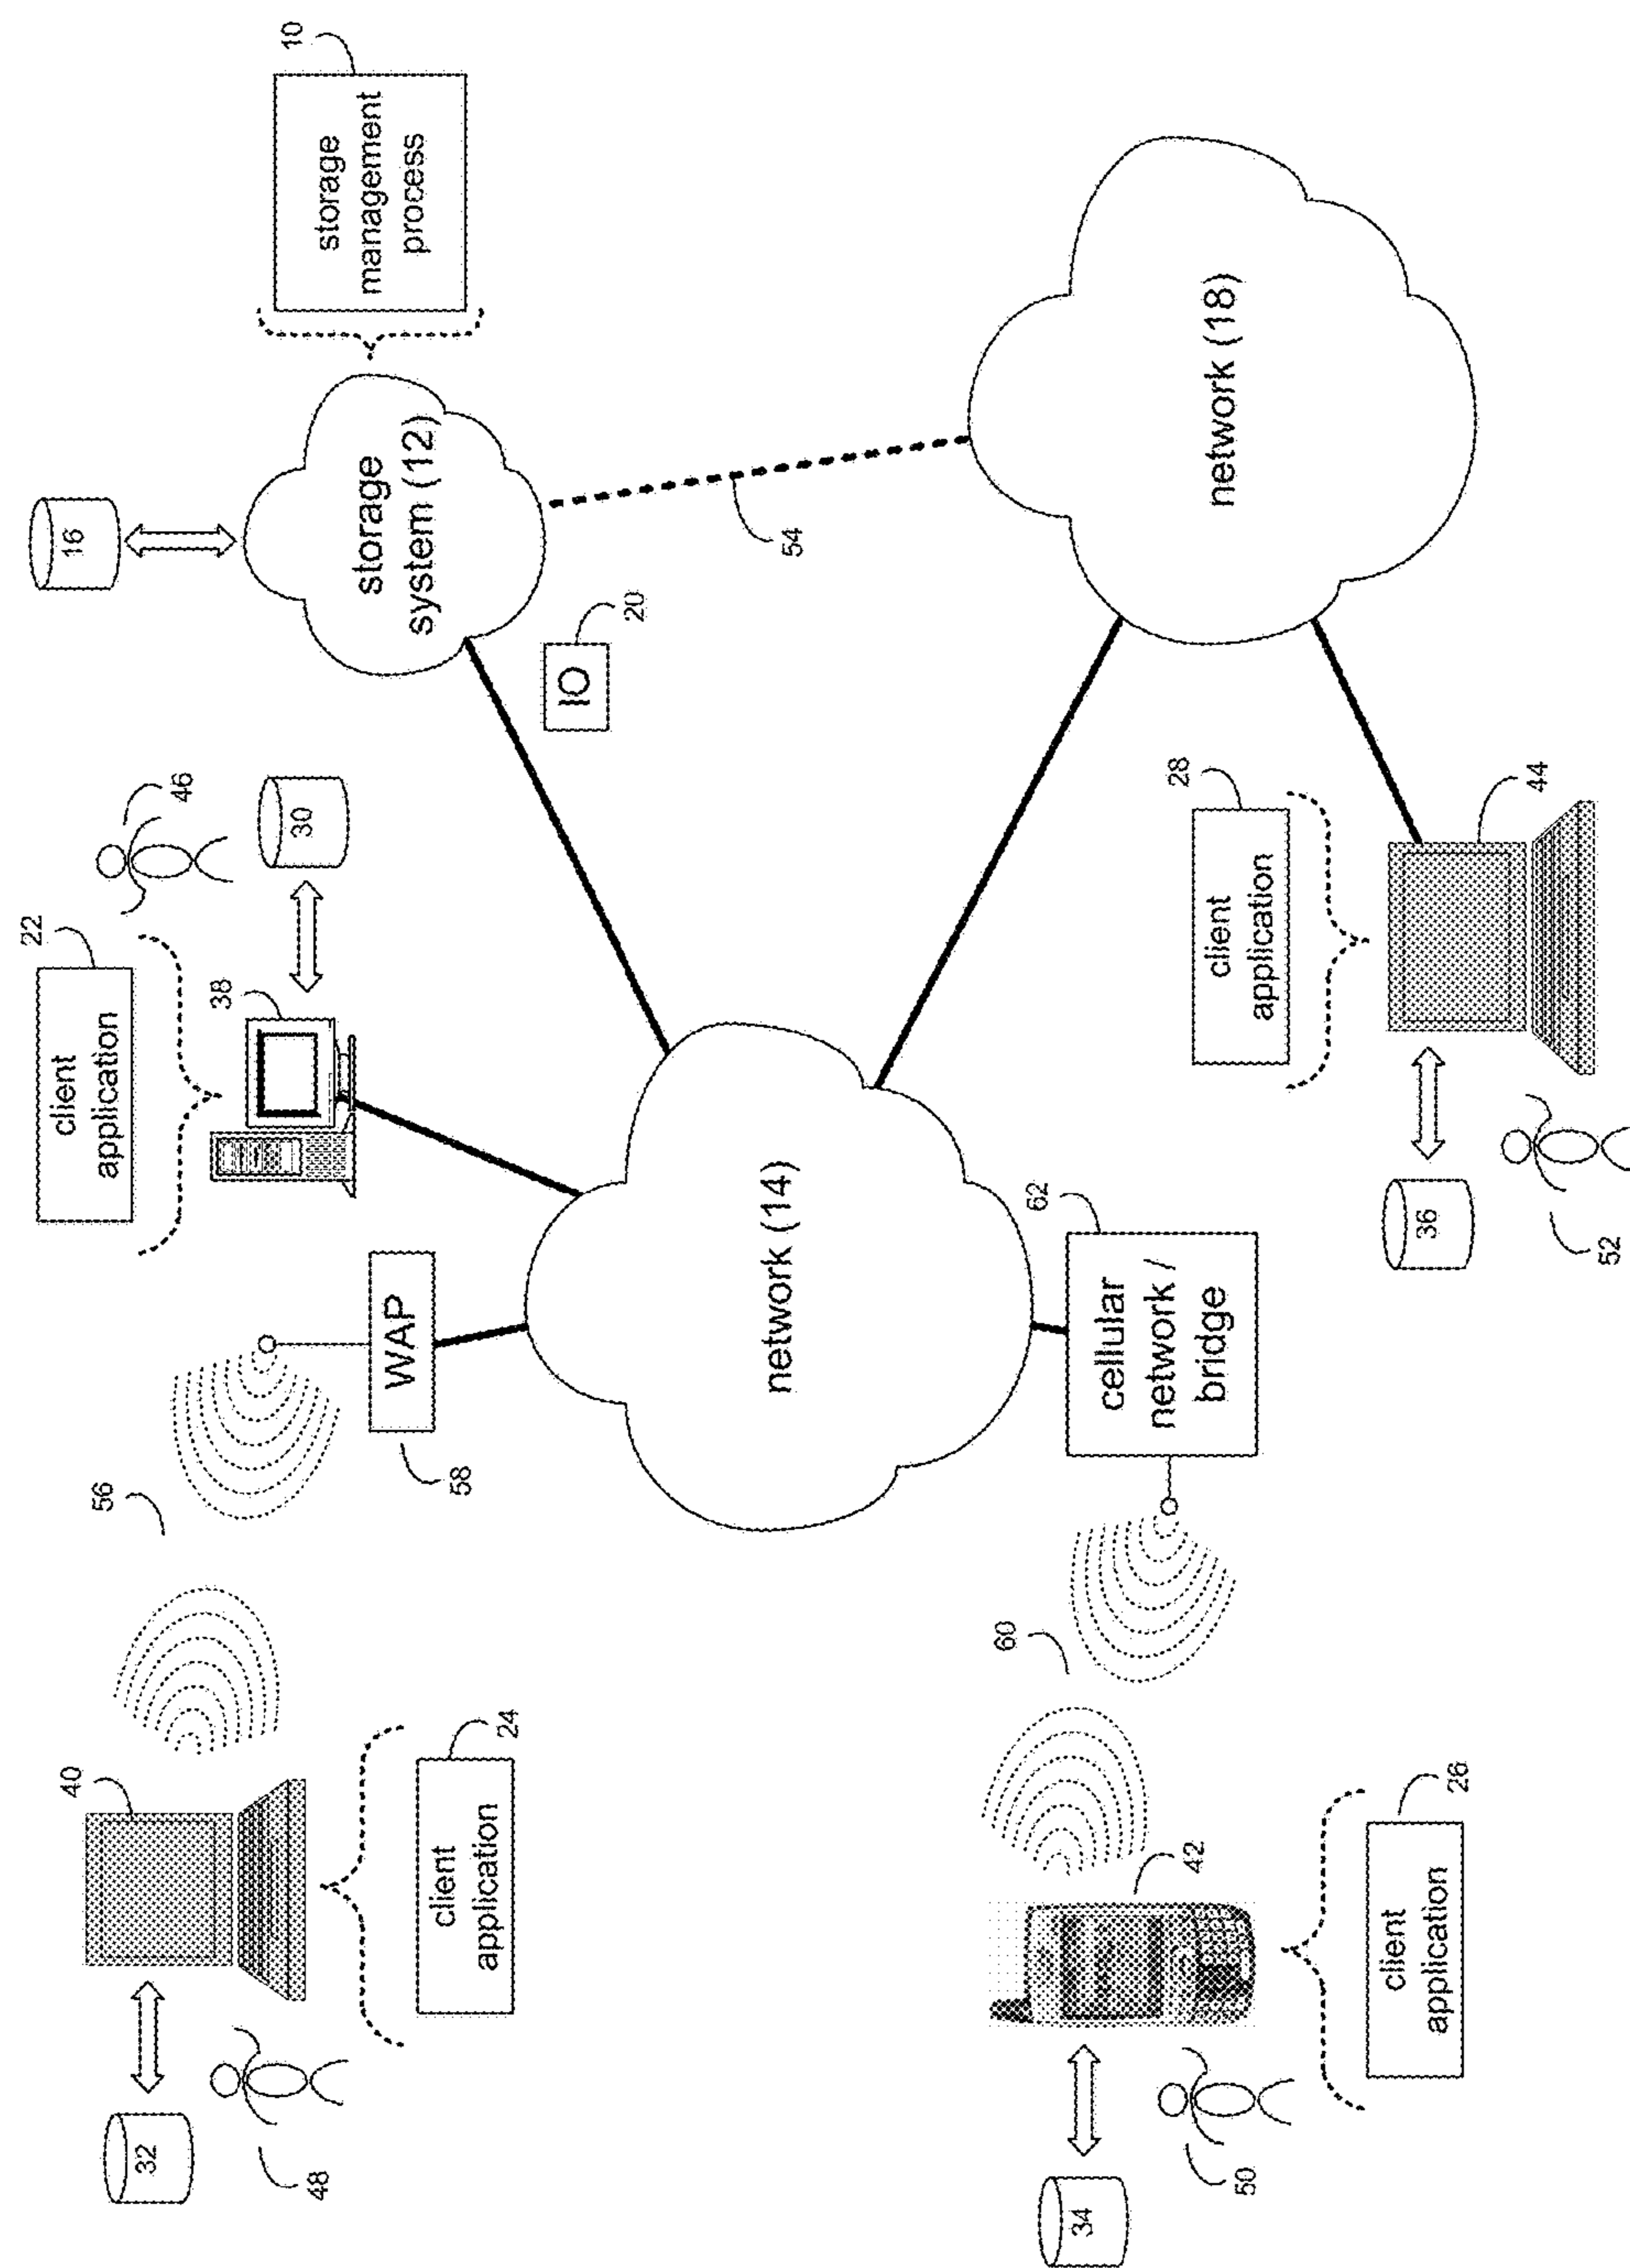 22
client
application
40
16
56
32
46
38
10
30
48
storage
management
process
storage
system (12)
WAP
58
client
application
24
IO
20
network (14)
54
60
62
34
cellular
network /
bridge
28
42
network (18)
client
application
50
client
application
36
26
44
52